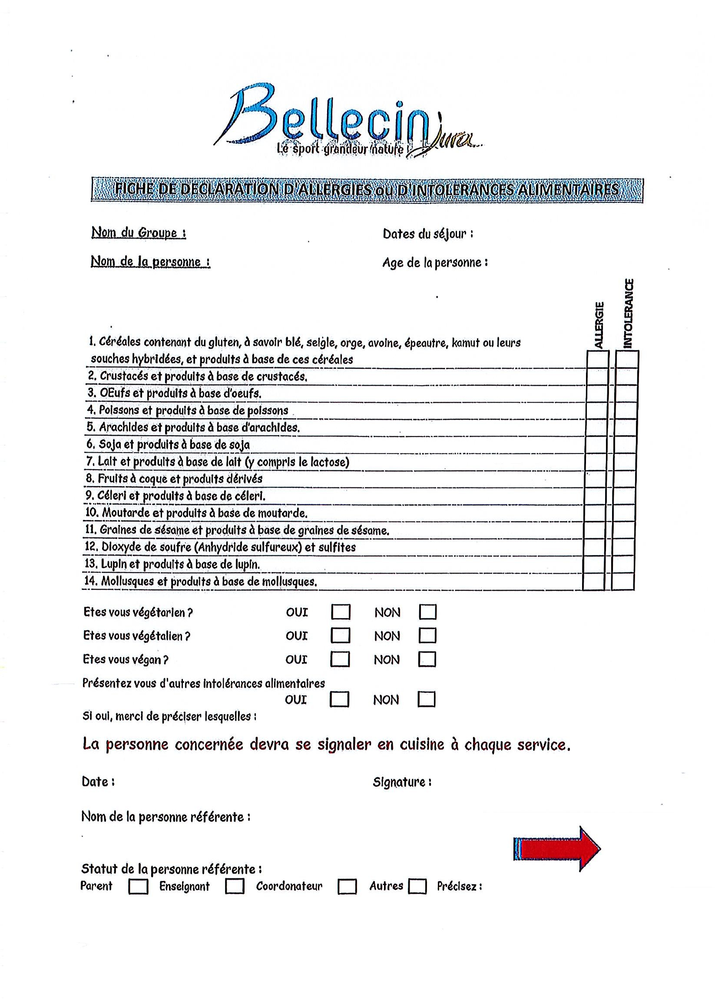 Bellecin
Jura
Le sport grandeur nature !
FICHE DE DECLARATION D'ALLERGIES ou D'INTOLERANCES ALIMENTAIRES
Nom du Groupe :
Dates du séjour :
Nom de la personne :
Age de la personne :
ALLERGIE
INTOLERANCE
1. Céréales contenant du gluten, à savoir blé, seigle, orge, avoine, épeautre, kamut ou leurs
souches hybridées, et produits à base de ces céréales
2. Crustacés et produits à base de crustacés.
3. OEufs et produits à base d'oeufs.
4. Poissons et produits à base de poissons
5. Arachides et produits à base d'arachides.
6. Soja et produits à base de soja
7. Lait et produits à base de lait (y compris le lactose)
8. Fruits à coque et produits dérivés
9. Céleri et produits à base de céleri.
10. Moutarde et produits à base de moutarde.
11. Graines de sésame et produits à base de graines de sésame.
12. Dioxyde de soufre (Anhydride sulfureux) et sulfites
13. Lupin et produits à base de lupin.
14. Mollusques et produits à base de mollusques.
Etes vous végétarien ? OUI NON
Etes vous végétalien ? OUI NON
Etes vous végan ? OUI NON
Présentez vous d'autres intolérances alimentaires
OUI NON
Si oui, merci de préciser lesquelles :
La personne concernée devra se signaler en cuisine à chaque service.
Date :
Signature :
Nom de la personne référente :
Statut de la personne référente :
Parent Enseignant Coordonateur Autres Précisez :